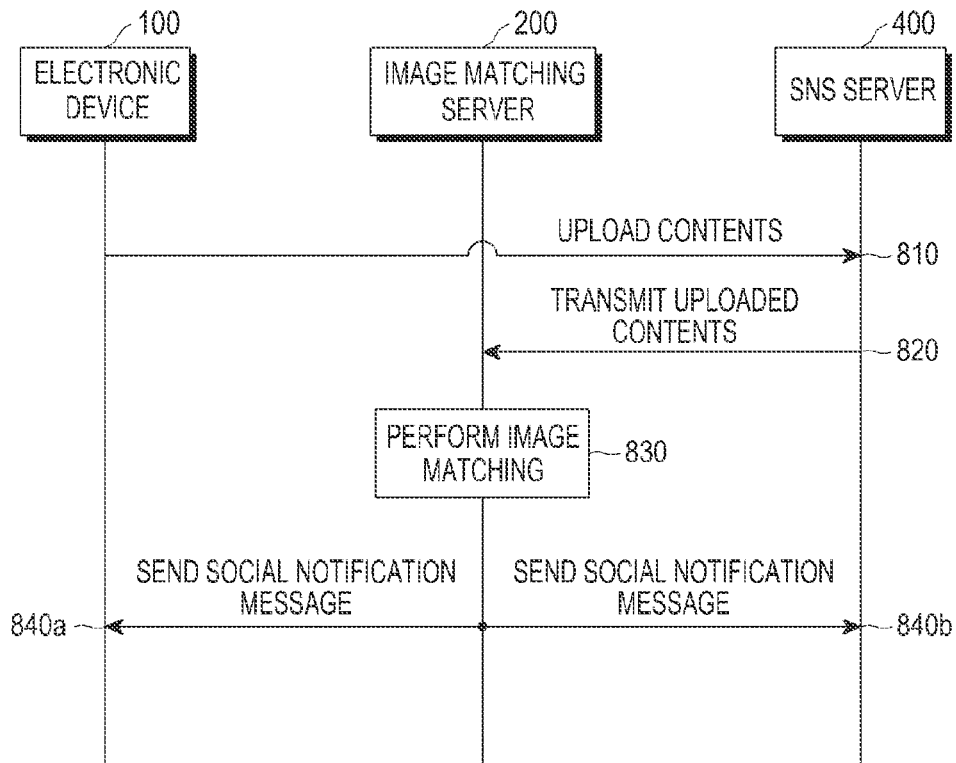 100
200
400
ELECTRONIC
DEVICE
IMAGE MATCHING
SERVER
SNS SERVER
UPLOAD CONTENTS
810
TRANSMIT UPLOADED
CONTENTS
820
PERFORM IMAGE
MATCHING
830
SEND SOCIAL NOTIFICATION
MESSAGE
SEND SOCIAL NOTIFICATION
MESSAGE
840a
840b